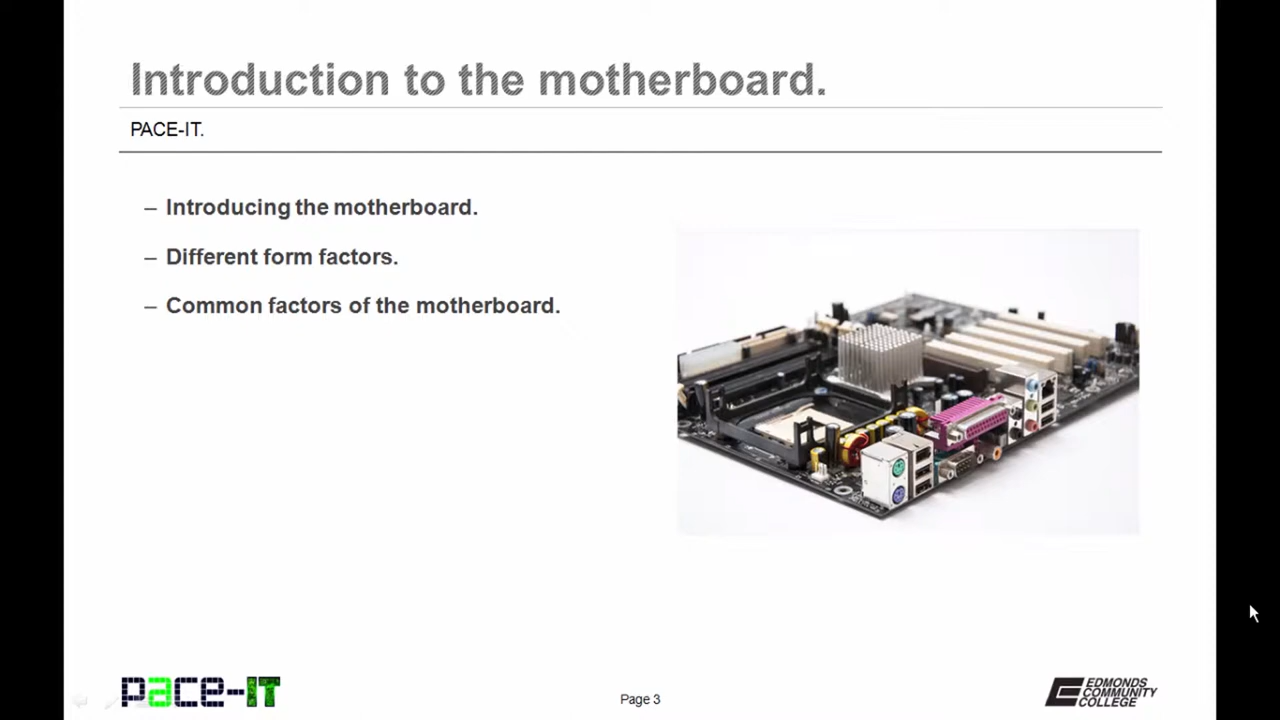 Introduction to the motherboard.
PACE-IT.
– Introducing the motherboard.
– Different form factors.
– Common factors of the motherboard.
pace-IT
Page 3
EDMONDS
COMMUNITY
COLLEGE